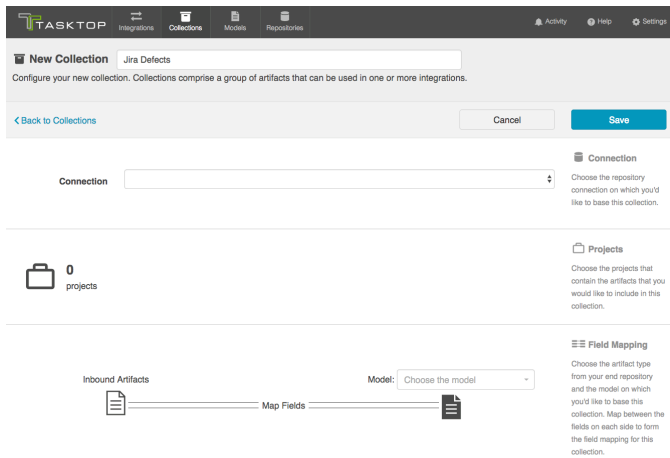 TASKTOP
Integrations
Collections
Models
Repositories
Activity
Help
Settings
New Collection
Jira Defects
Configure your new collection. Collections comprise a group of artifacts that can be used in one or more integrations.
Back to Collections
Cancel
Save
Connection
Connection
Choose the repository
connection on which you'd
like to base this collection.
0
projects
Projects
Choose the projects that
contain the artifacts that you
would like to include in this
collection.
Inbound Artifacts
Model:
Choose the model
Map Fields
Field Mapping
Choose the artifact type
from your end repository
and the model on which
you'd like to base this
collection. Map between the
fields on each side to form
the field mapping for this
collection.